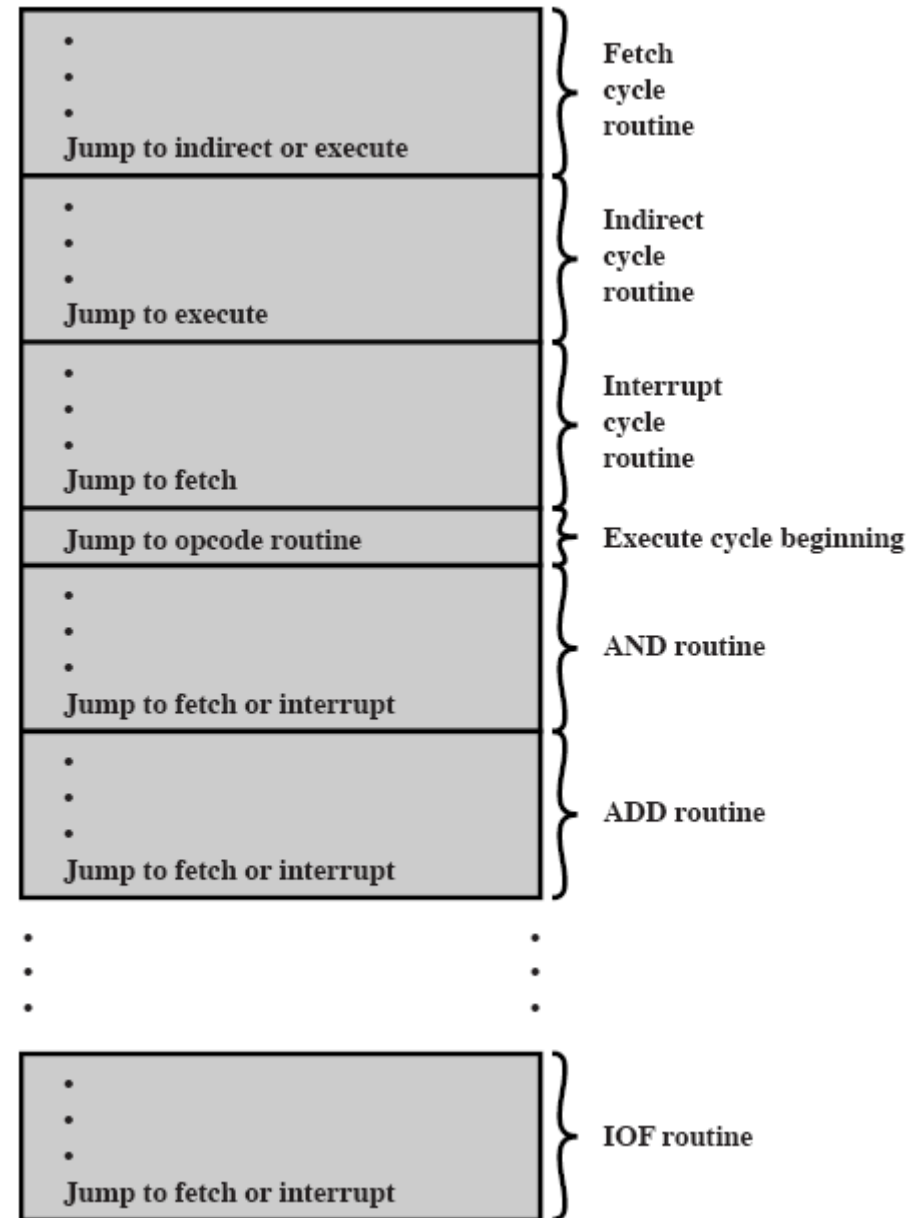 Fetch
cycle
routine
Jump to indirect or execute
Indirect
cycle
routine
Jump to execute
Interrupt
cycle
routine
Jump to fetch
Jump to opcode routine
Execute cycle beginning
AND routine
Jump to fetch or interrupt
ADD routine
Jump to fetch or interrupt
IOF routine
Jump to fetch or interrupt